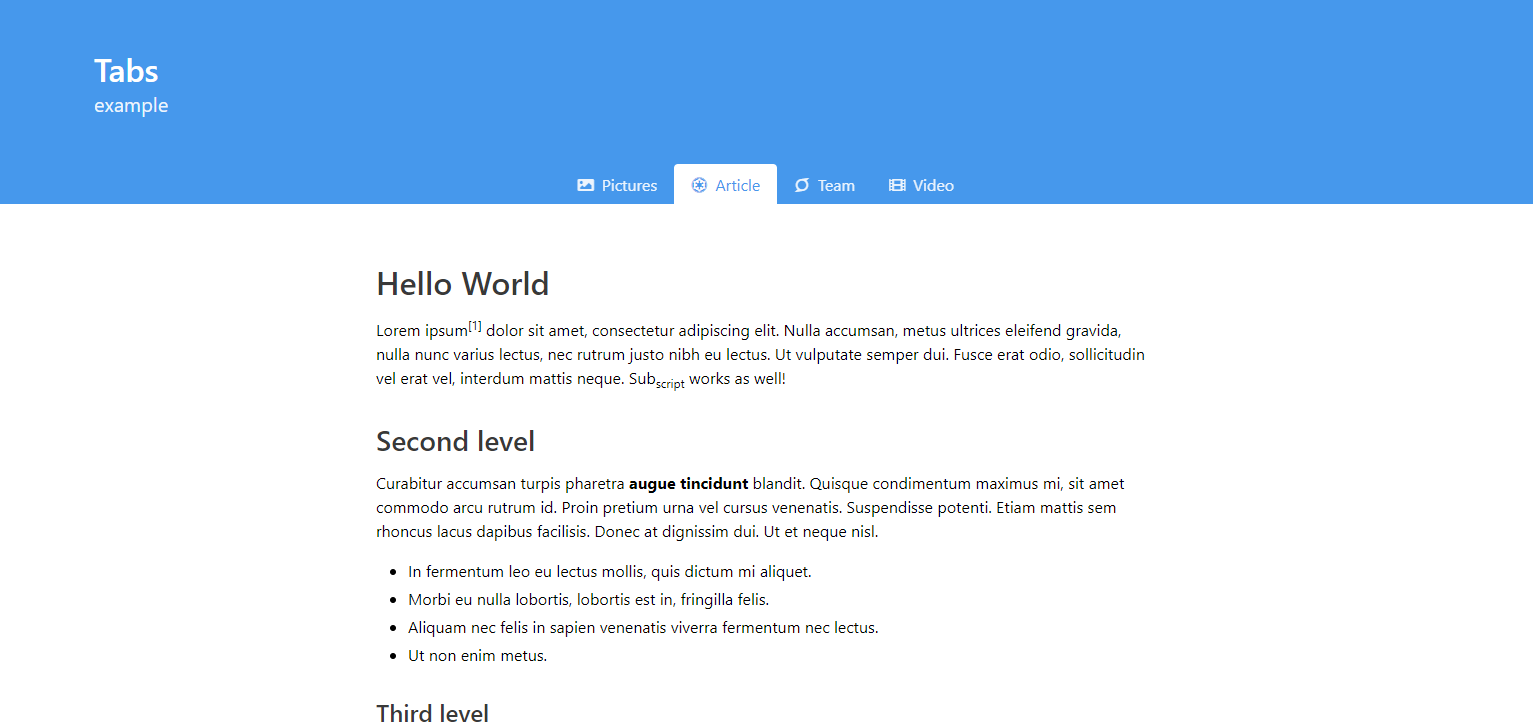 Tabs
example
Pictures Article Team Video
Hello World
Lorem ipsum[1] dolor sit amet, consectetur adipiscing elit. Nulla accumsan, metus ultrices eleifend gravida,
nulla nunc varius lectus, nec rutrum justo nibh eu lectus. Ut vulputate semper dui. Fusce erat odio, sollicitudin
vel erat vel, interdum mattis neque. Subscript works as well!
Second level
Curabitur accumsan turpis pharetra augue tincidunt blandit. Quisque condimentum maximus mi, sit amet
commodo arcu rutrum id. Proin pretium urna vel cursus venenatis. Suspendisse potenti. Etiam mattis sem
rhoncus lacus dapibus facilisis. Donec at dignissim dui. Ut et neque nisl.
• In fermentum leo eu lectus mollis, quis dictum mi aliquet.
• Morbi eu nulla lobortis, lobortis est in, fringilla felis.
• Aliquam nec felis in sapien venenatis viverra fermentum nec lectus.
• Ut non enim metus.
Third level